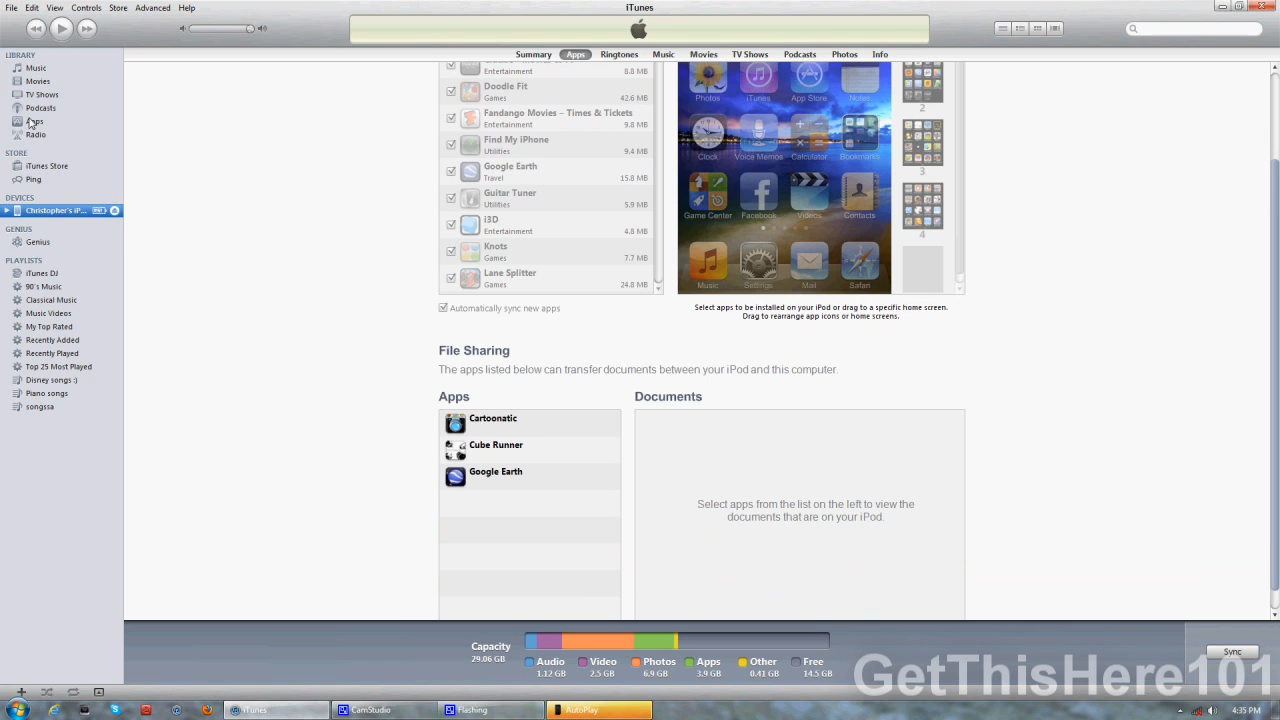 File Edit View Controls Store Advanced Help
iTunes
LIBRARY
Music
Movies
TV Shows
Podcasts
Apps
Radio
STORE
iTunes Store
Ping
DEVICES
Christopher's iP...
GENIUS
Genius
PLAYLISTS
iTunes DJ
90's Music
Classical Music
Music Videos
My Top Rated
Recently Added
Recently Played
Top 25 Most Played
Disney songs :)
Piano songs
songssa
Summary Apps Ringtones Music Movies TV Shows Podcasts Photos Info
Entertainment 8.8 MB
Doodle Fit
Games 42.6 MB
Fandango Movies – Times & Tickets
Entertainment 9.8 MB
Find My iPhone
Utilities 9.4 MB
Google Earth
Travel 15.8 MB
Guitar Tuner
Utilities 5.9 MB
i3D
Entertainment 4.8 MB
Knots
Games 7.7 MB
Lane Splitter
Games 24.8 MB
Photos iTunes App Store Notes
Clock Voice Memos Calculator Bookmarks
Game Center Facebook Videos Contacts
Music Settings Mail Safari
2
3
4
Automatically sync new apps
Select apps to be installed on your iPod or drag to a specific home screen.
Drag to rearrange app icons or home screens.
File Sharing
The apps listed below can transfer documents between your iPod and this computer.
Apps
Cartoonatic
Cube Runner
Google Earth
Documents
Select apps from the list on the left to view the
documents that are on your iPod.
Capacity
29.06 GB
Audio Video Photos Apps Other Free
1.12 GB 2.5 GB 6.9 GB 3.9 GB 0.41 GB 14.5 GB
Sync
GetThisHere101
iTunes CamStudio Flashing AutoPlay 4:35 PM